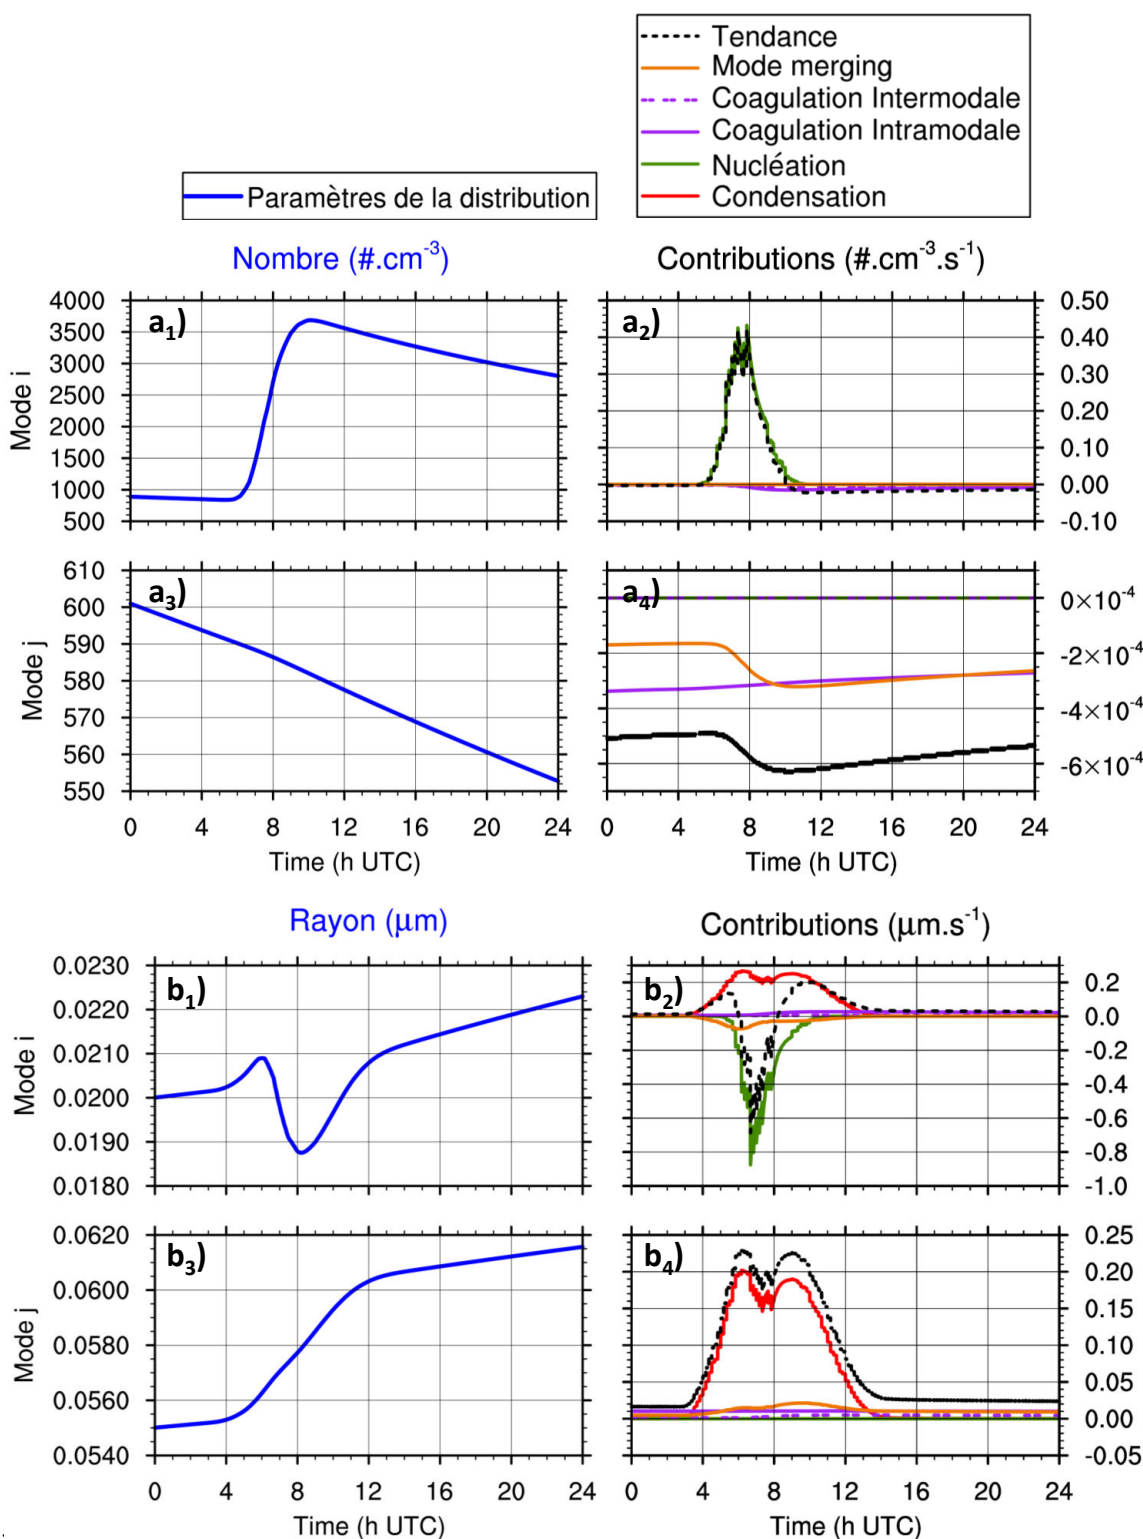 Tendance
Mode merging
Coagulation Intermodale
Coagulation Intramodale
Nucléation
Condensation
Paramètres de la distribution
Nombre (#.cm⁻³)
Contributions (#.cm⁻³.s⁻¹)
a₁)
4000
3500
3000
2500
2000
1500
1000
500
Mode i
a₂)
0.50
0.40
0.30
0.20
0.10
0.00
-0.10
a₃)
610
600
590
580
570
560
550
Mode j
0 4 8 12 16 20 24
Time (h UTC)
a₄)
0×10⁻⁴
-2×10⁻⁴
-4×10⁻⁴
-6×10⁻⁴
0 4 8 12 16 20 24
Time (h UTC)
Rayon (μm)
Contributions (μm.s⁻¹)
b₁)
0.0230
0.0220
0.0210
0.0200
0.0190
0.0180
Mode i
b₂)
0.2
0.0
-0.2
-0.4
-0.6
-0.8
-1.0
b₃)
0.0620
0.0600
0.0580
0.0560
0.0540
Mode j
0 4 8 12 16 20 24
Time (h UTC)
b₄)
0.25
0.20
0.15
0.10
0.05
0.00
-0.05
0 4 8 12 16 20 24
Time (h UTC)